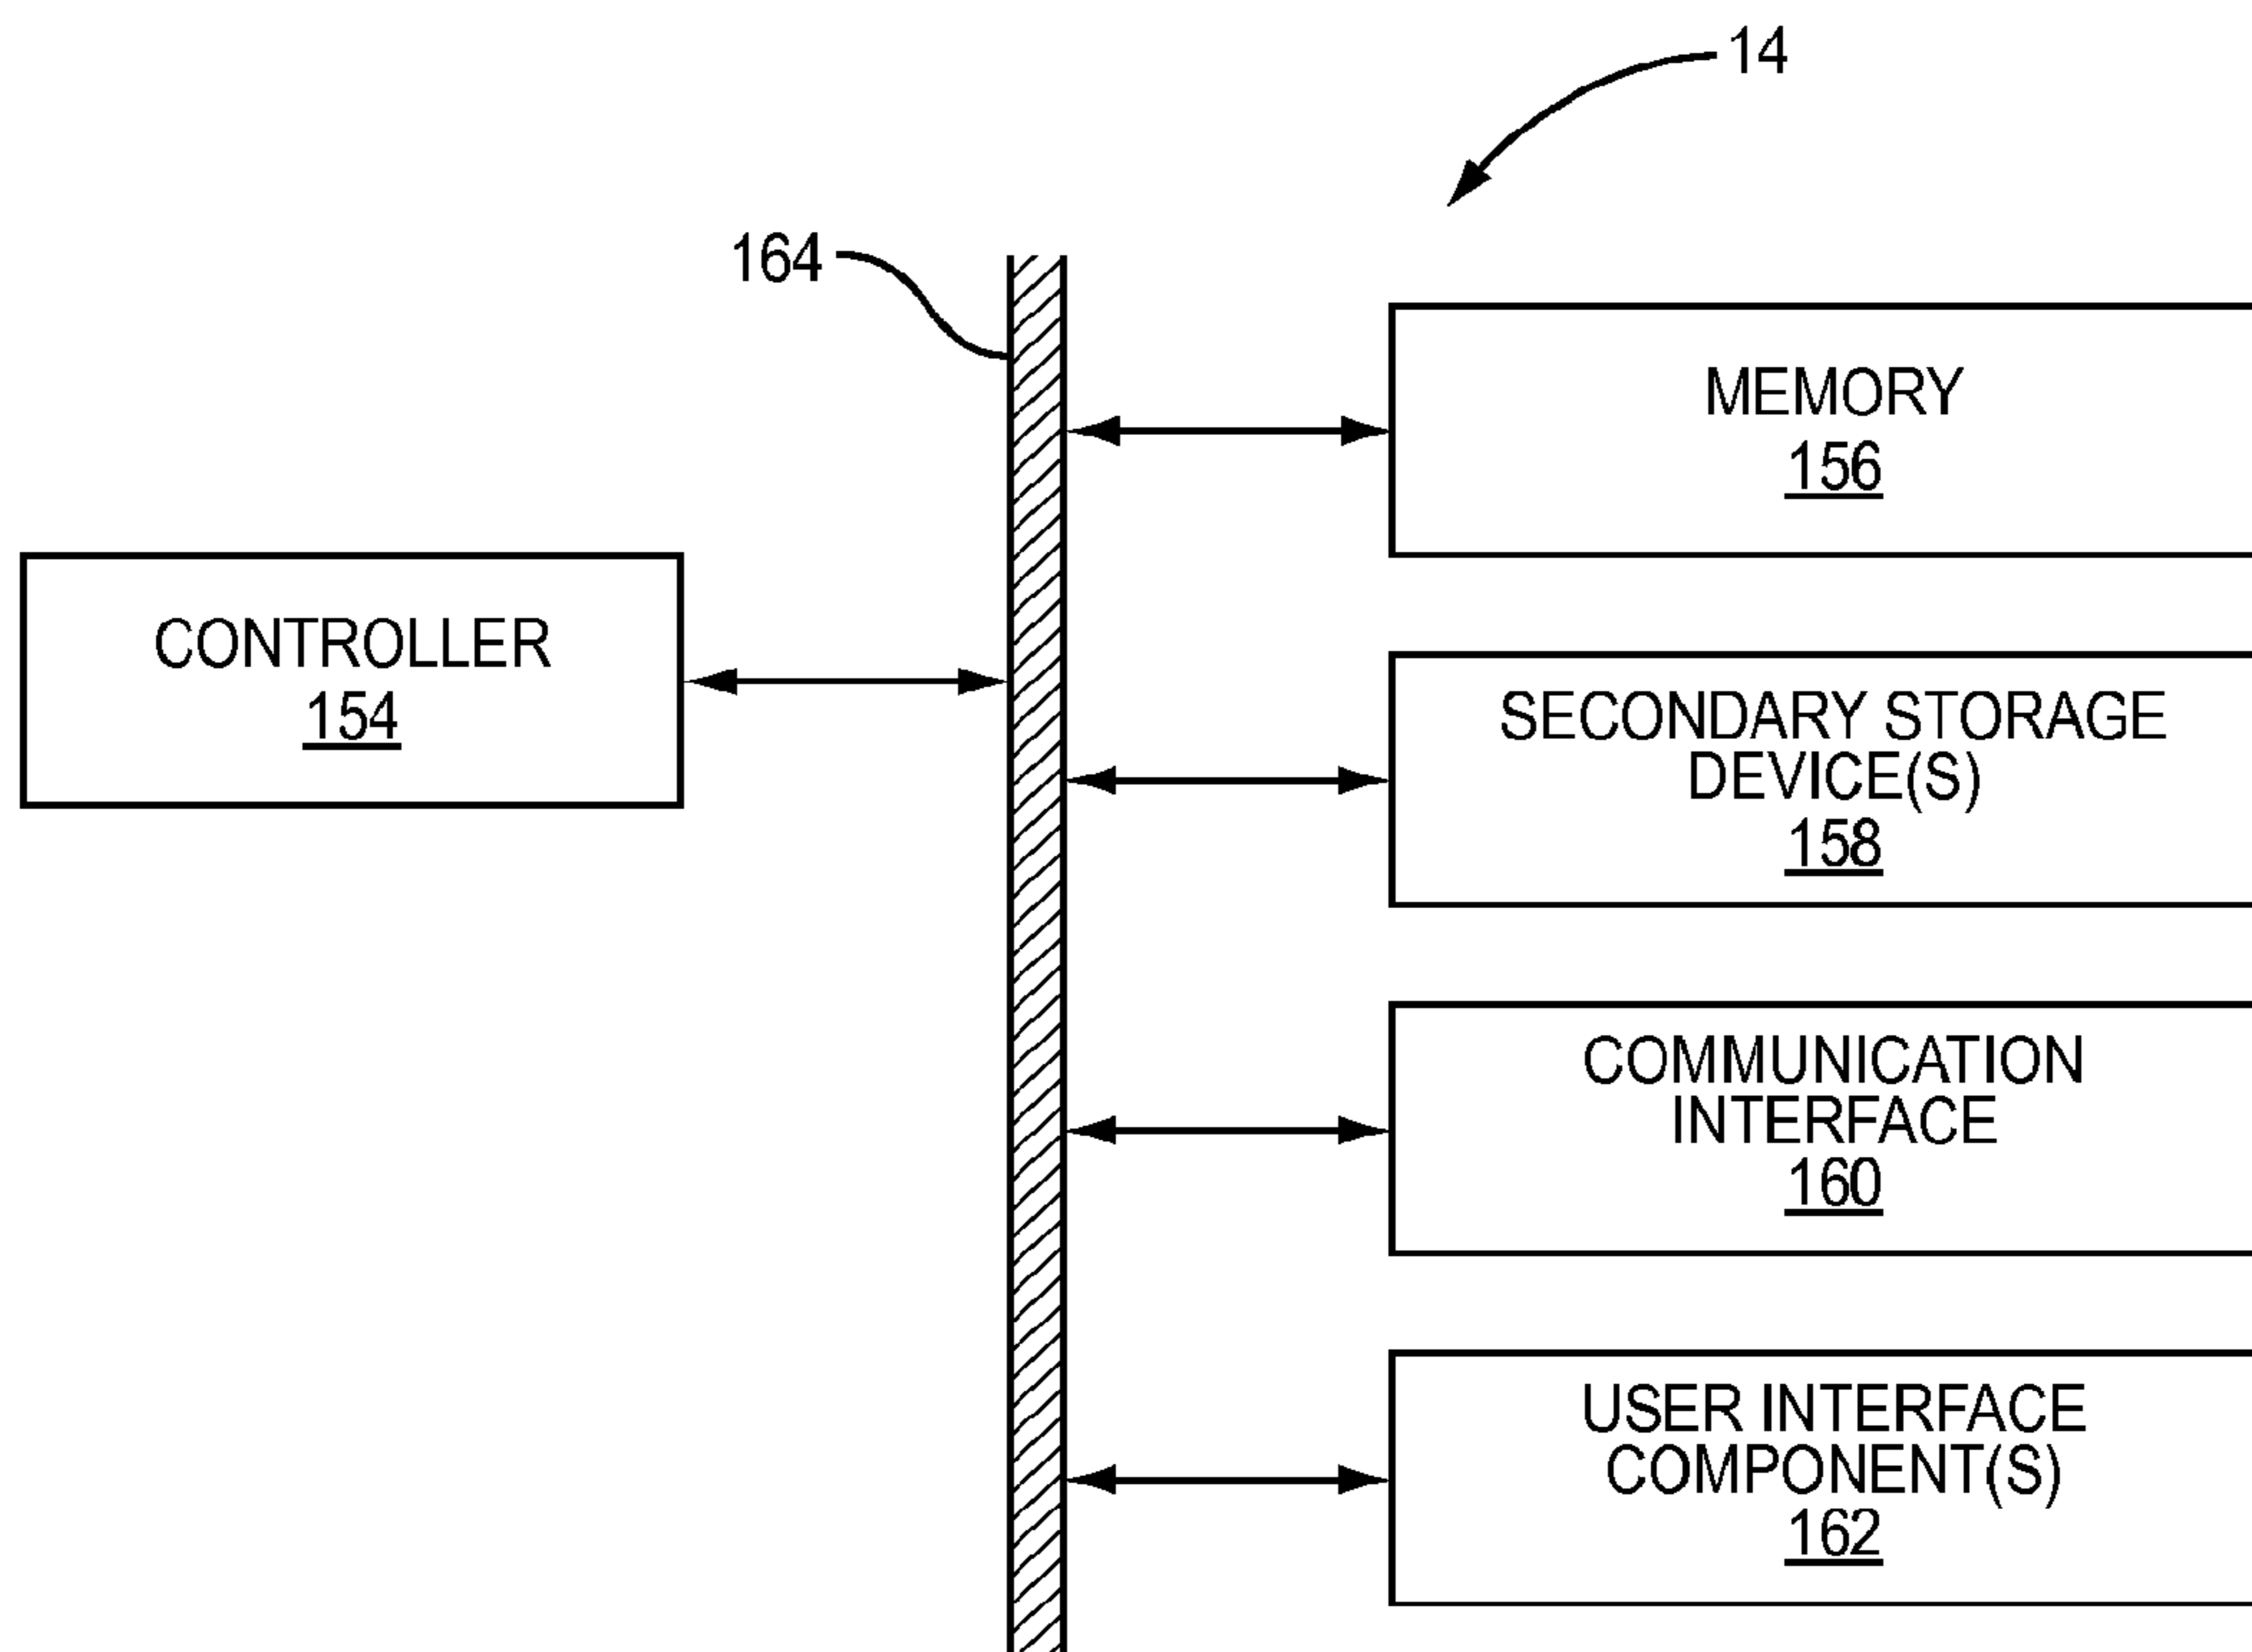 14
164
MEMORY
156
CONTROLLER
154
SECONDARY STORAGE
DEVICE(S)
158
COMMUNICATION
INTERFACE
160
USER INTERFACE
COMPONENT(S)
162